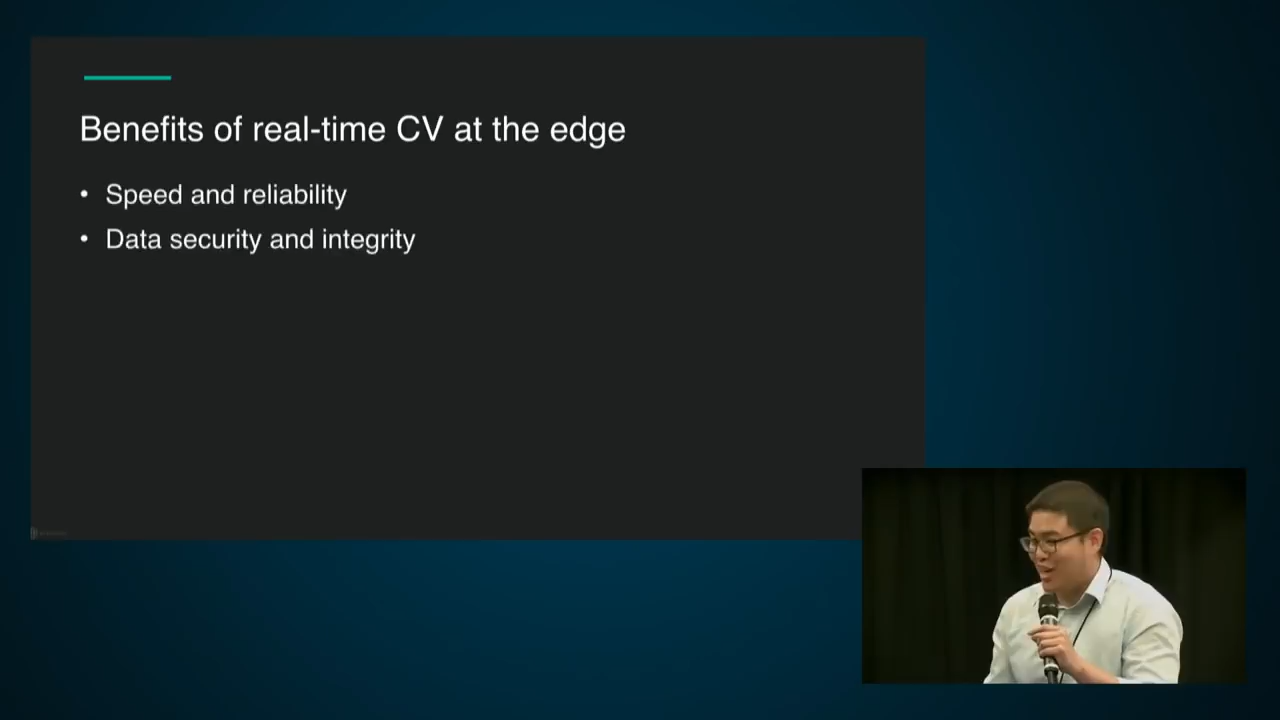 Benefits of real-time CV at the edge
• Speed and reliability
• Data security and integrity